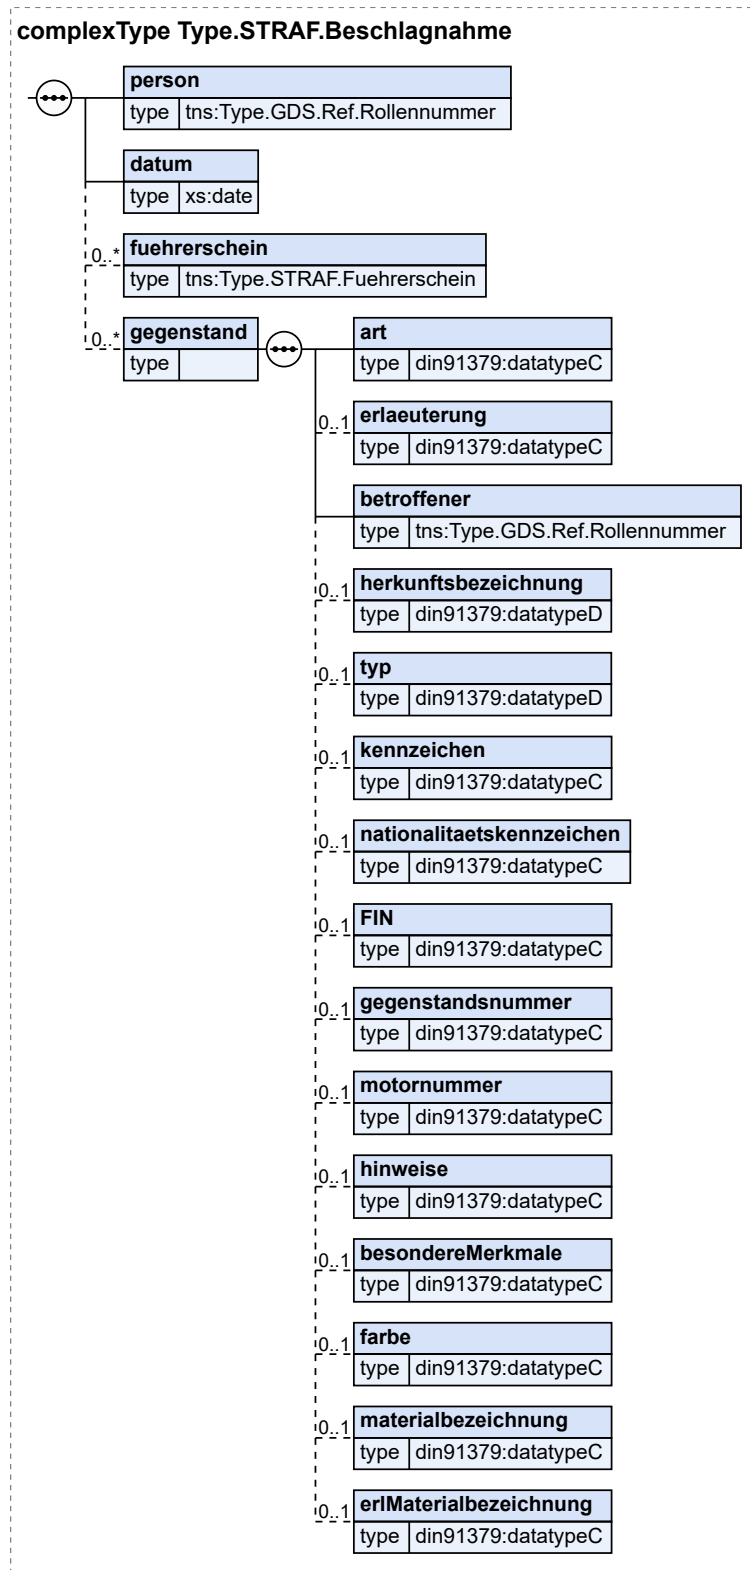 complexType Type.STRAF.Beschlagnahme
person
type tns:Type.GDS.Ref.Rollennummer
datum
type xs:date
0..* fuehrerschein
type tns:Type.STRAF.Fuehrerschein
0..* gegenstand
type
art
type din91379:datatypeC
0..1 erlaeuterung
type din91379:datatypeC
betroffener
type tns:Type.GDS.Ref.Rollennummer
0..1 herkunftsbezeichnung
type din91379:datatypeD
0..1 typ
type din91379:datatypeD
0..1 kennzeichen
type din91379:datatypeC
0..1 nationalitaetskennzeichen
type din91379:datatypeC
0..1 FIN
type din91379:datatypeC
0..1 gegenstandsnummer
type din91379:datatypeC
0..1 motornummer
type din91379:datatypeC
0..1 hinweise
type din91379:datatypeC
0..1 besondereMerkmale
type din91379:datatypeC
0..1 farbe
type din91379:datatypeC
0..1 materialbezeichnung
type din91379:datatypeC
0..1 erlMaterialbezeichnung
type din91379:datatypeC